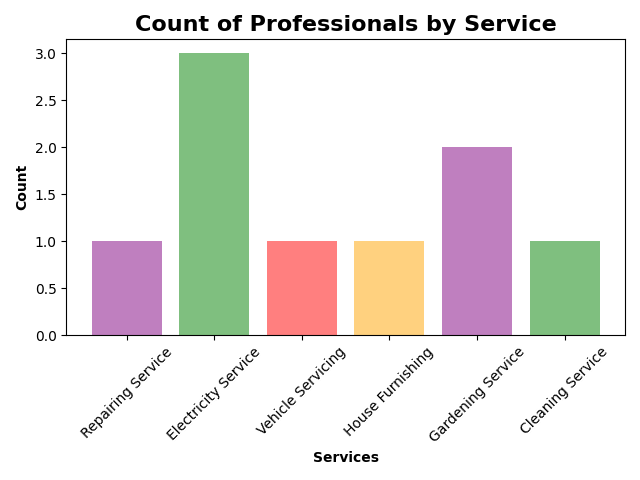 Count of Professionals by Service
Count
3.0
2.5
2.0
1.5
1.0
0.5
0.0
Repairing Service
Electricity Service
Vehicle Servicing
House Furnishing
Gardening Service
Cleaning Service
Services